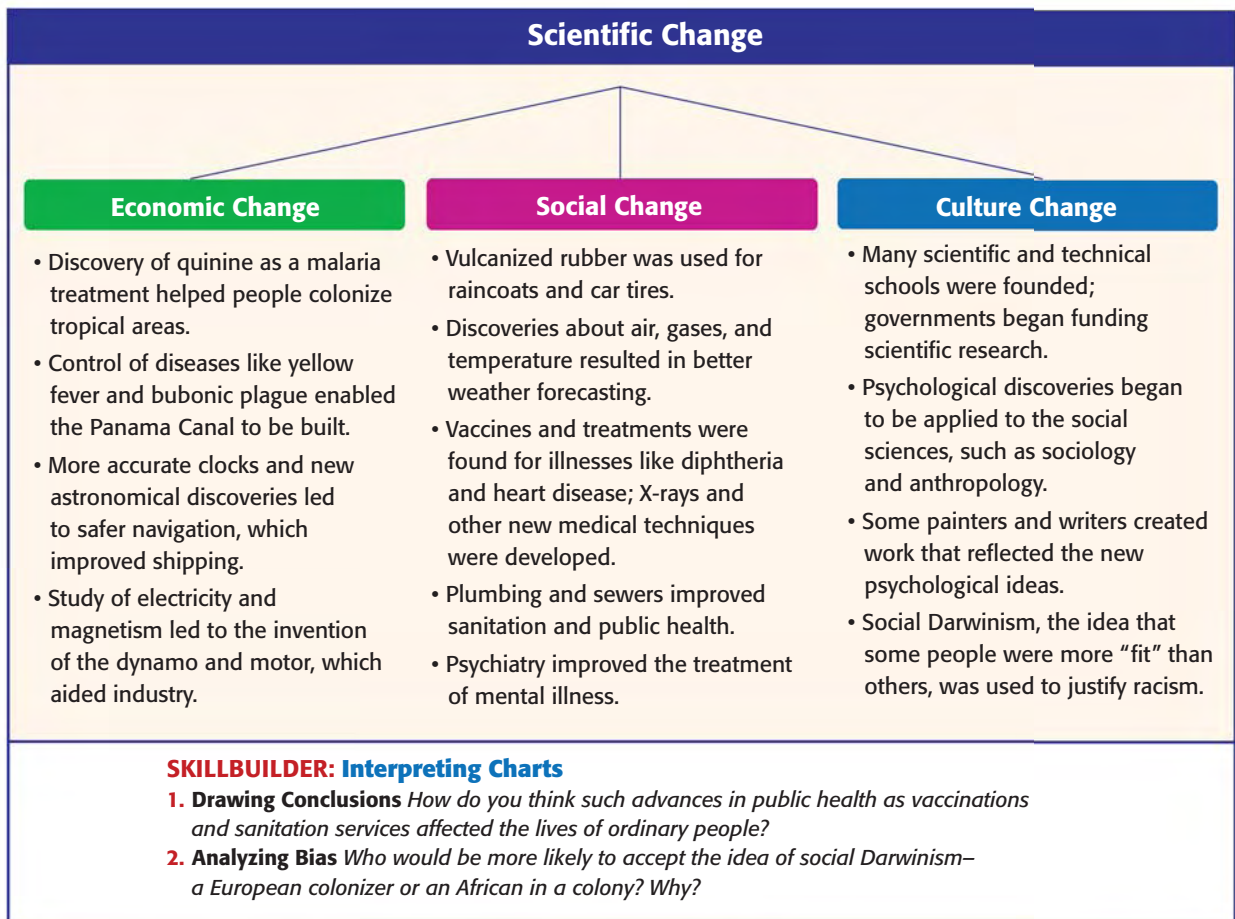 Scientific Change
Economic Change
• Discovery of quinine as a malaria
treatment helped people colonize
tropical areas.
• Control of diseases like yellow
fever and bubonic plague enabled
the Panama Canal to be built.
• More accurate clocks and new
astronomical discoveries led
to safer navigation, which
improved shipping.
• Study of electricity and
magnetism led to the invention
of the dynamo and motor, which
aided industry.
Social Change
• Vulcanized rubber was used for
raincoats and car tires.
• Discoveries about air, gases, and
temperature resulted in better
weather forecasting.
• Vaccines and treatments were
found for illnesses like diphtheria
and heart disease; X-rays and
other new medical techniques
were developed.
• Plumbing and sewers improved
sanitation and public health.
• Psychiatry improved the treatment
of mental illness.
Culture Change
• Many scientific and technical
schools were founded;
governments began funding
scientific research.
• Psychological discoveries began
to be applied to the social
sciences, such as sociology
and anthropology.
• Some painters and writers created
work that reflected the new
psychological ideas.
• Social Darwinism, the idea that
some people were more “fit” than
others, was used to justify racism.
SKILLBUILDER: Interpreting Charts
1. Drawing Conclusions How do you think such advances in public health as vaccinations
and sanitation services affected the lives of ordinary people?
2. Analyzing Bias Who would be more likely to accept the idea of social Darwinism–
a European colonizer or an African in a colony? Why?